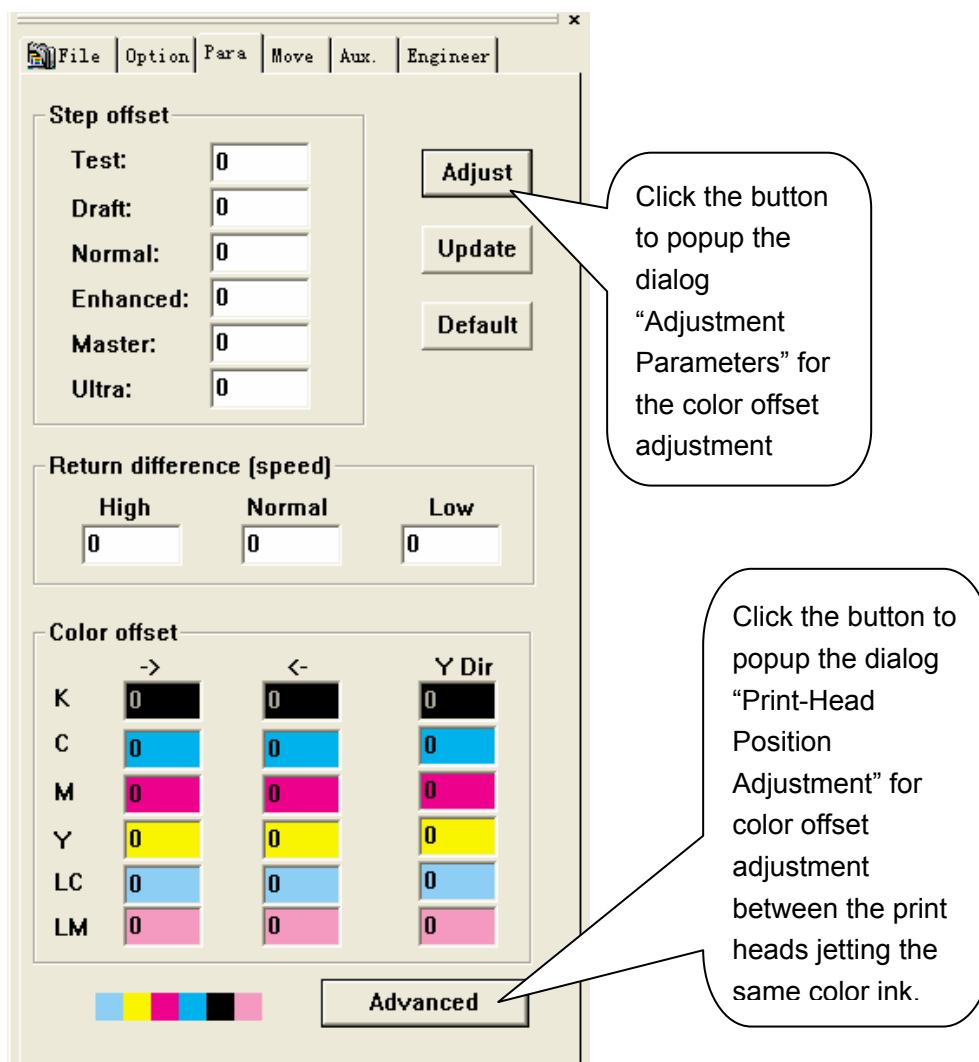 ×
File Option Para Move Aux. Engineer
Step offset
Test: 0
Draft: 0
Normal: 0
Enhanced: 0
Master: 0
Ultra: 0
Adjust
Update
Default
Click the button
to popup the
dialog
“Adjustment
Parameters” for
the color offset
adjustment
Return difference (speed)
High Normal Low
0 0 0
Color offset
-> <- Y Dir
K 0 0 0
C 0 0 0
M 0 0 0
Y 0 0 0
LC 0 0 0
LM 0 0 0
Advanced
Click the button to
popup the dialog
“Print-Head
Position
Adjustment” for
color offset
adjustment
between the print
heads jetting the
same color ink.